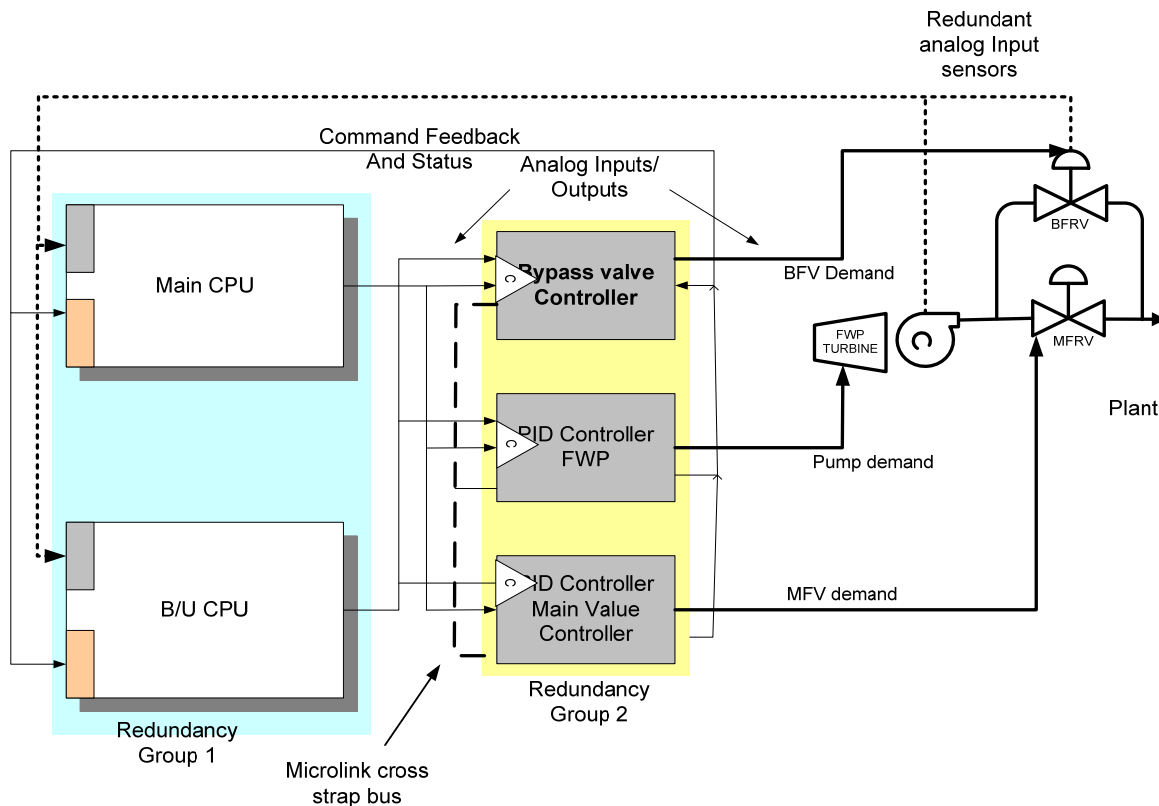 Redundant
analog Input
sensors
Command Feedback
And Status
Analog Inputs/
Outputs
Main CPU
C
Bypass valve
Controller
BFV Demand
BFRV
FWP
TURBINE
C
MFRV
Plant
C
PID Controller
FWP
Pump demand
B/U CPU
C
PID Controller
Main Value
Controller
MFV demand
Redundancy
Group 1
Redundancy
Group 2
Microlink cross
strap bus